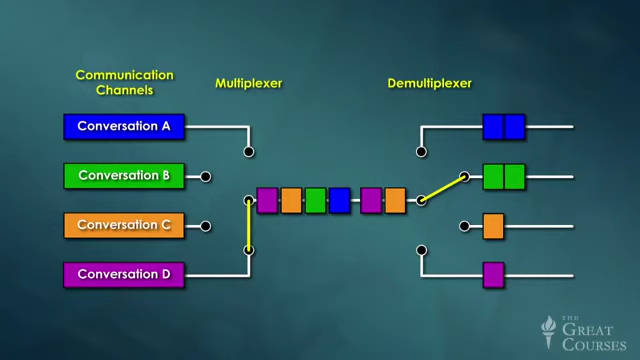 Communication
Channels
Multiplexer
Demultiplexer
Conversation A
Conversation B
Conversation C
Conversation D
THE
GREAT
COURSES